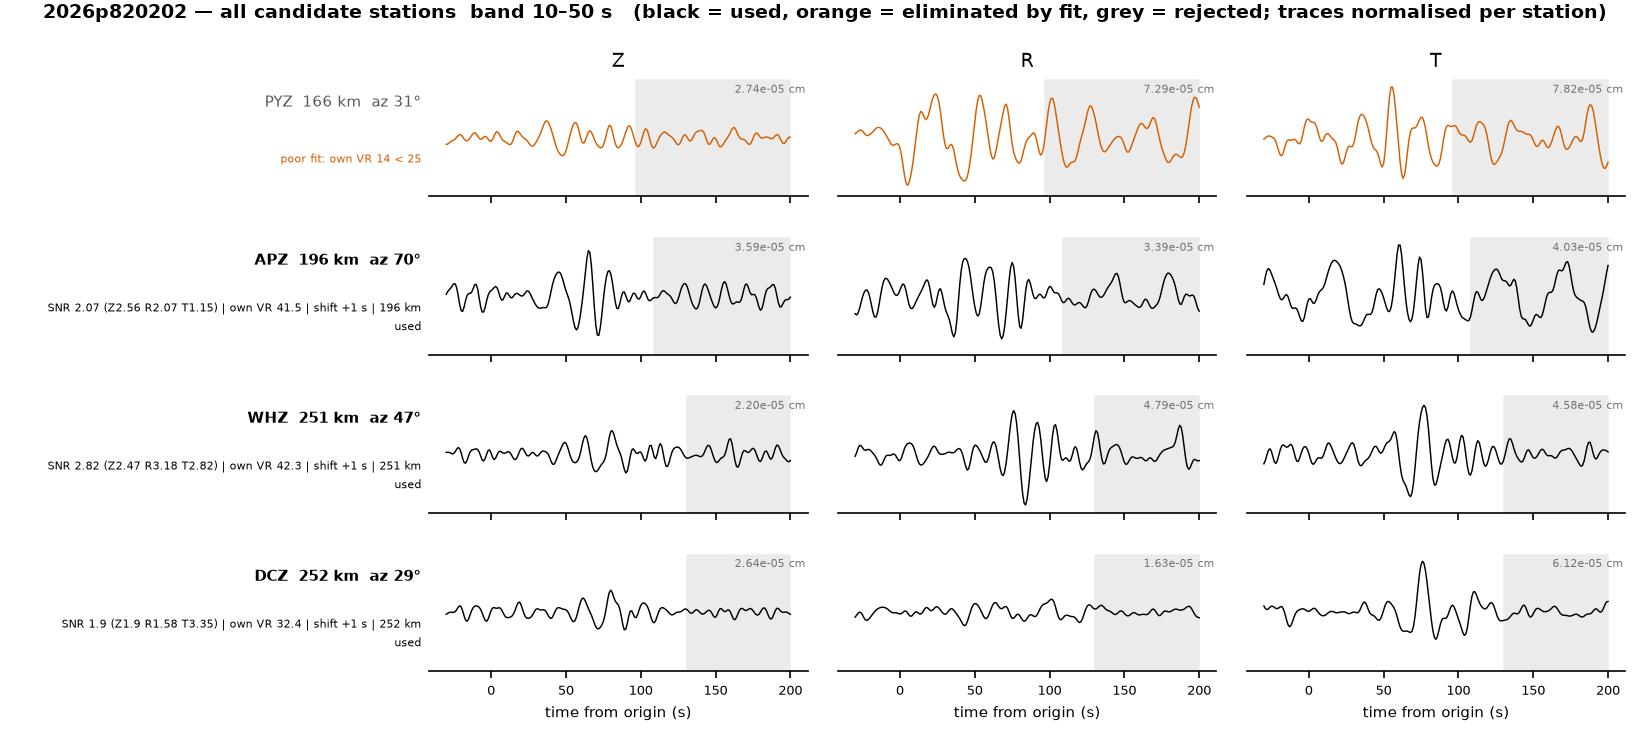 2026p820202 — all candidate stations  band 10–50 s   (black = used, orange = eliminated by fit, grey = rejected; traces normalised per station)
Z R T
PYZ  166 km  az 31°
poor fit: own VR 14 < 25
2.74e-05 cm 7.29e-05 cm 7.82e-05 cm
APZ  196 km  az 70°
SNR 2.07 (Z2.56 R2.07 T1.15) | own VR 41.5 | shift +1 s | 196 km
used
3.59e-05 cm 3.39e-05 cm 4.03e-05 cm
WHZ  251 km  az 47°
SNR 2.82 (Z2.47 R3.18 T2.82) | own VR 42.3 | shift +1 s | 251 km
used
2.20e-05 cm 4.79e-05 cm 4.58e-05 cm
DCZ  252 km  az 29°
SNR 1.9 (Z1.9 R1.58 T3.35) | own VR 32.4 | shift +1 s | 252 km
used
2.64e-05 cm 1.63e-05 cm 6.12e-05 cm
0 50 100 150 200 0 50 100 150 200 0 50 100 150 200
time from origin (s) time from origin (s) time from origin (s)